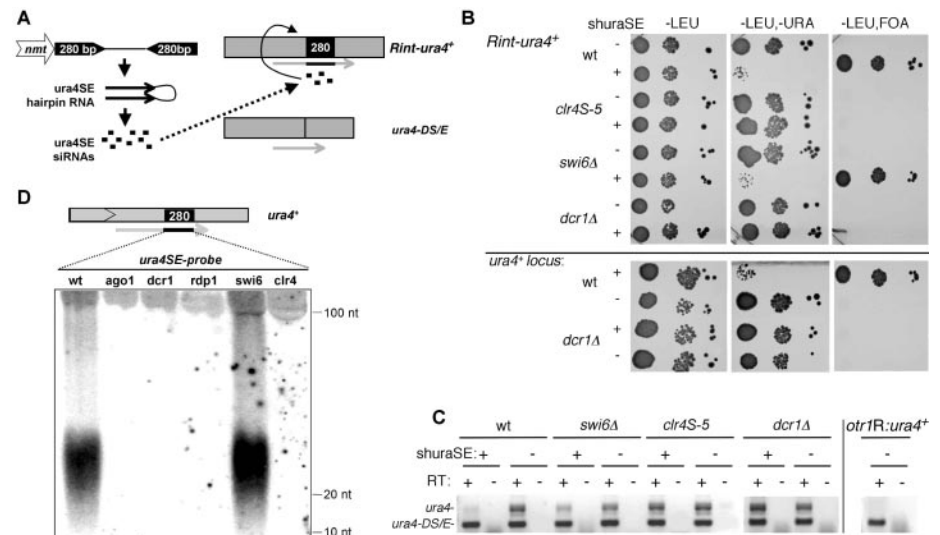 A
nmt
280 bp
280bp
ura4SE
hairpin RNA
ura4SE
siRNAs
280
Rint-ura4+
ura4-DS/E
B
shuraSE
-LEU
-LEU,-URA
-LEU,FOA
Rint-ura4+
wt
-
+
clr4S-5
-
+
swi6Δ
-
+
dcr1Δ
-
+
ura4+ locus:
wt
+
-
dcr1Δ
+
-
D
280
ura4+
ura4SE-probe
wt ago1 dcr1 rdp1 swi6 clr4
100 nt
20 nt
10 nt
C
wt swi6Δ clr4S-5 dcr1Δ otr1R:ura4+
shuraSE: + - + - + - + - -
RT: + - + - + - + - + - + - + - + - + -
ura4-
ura4-DS/E-